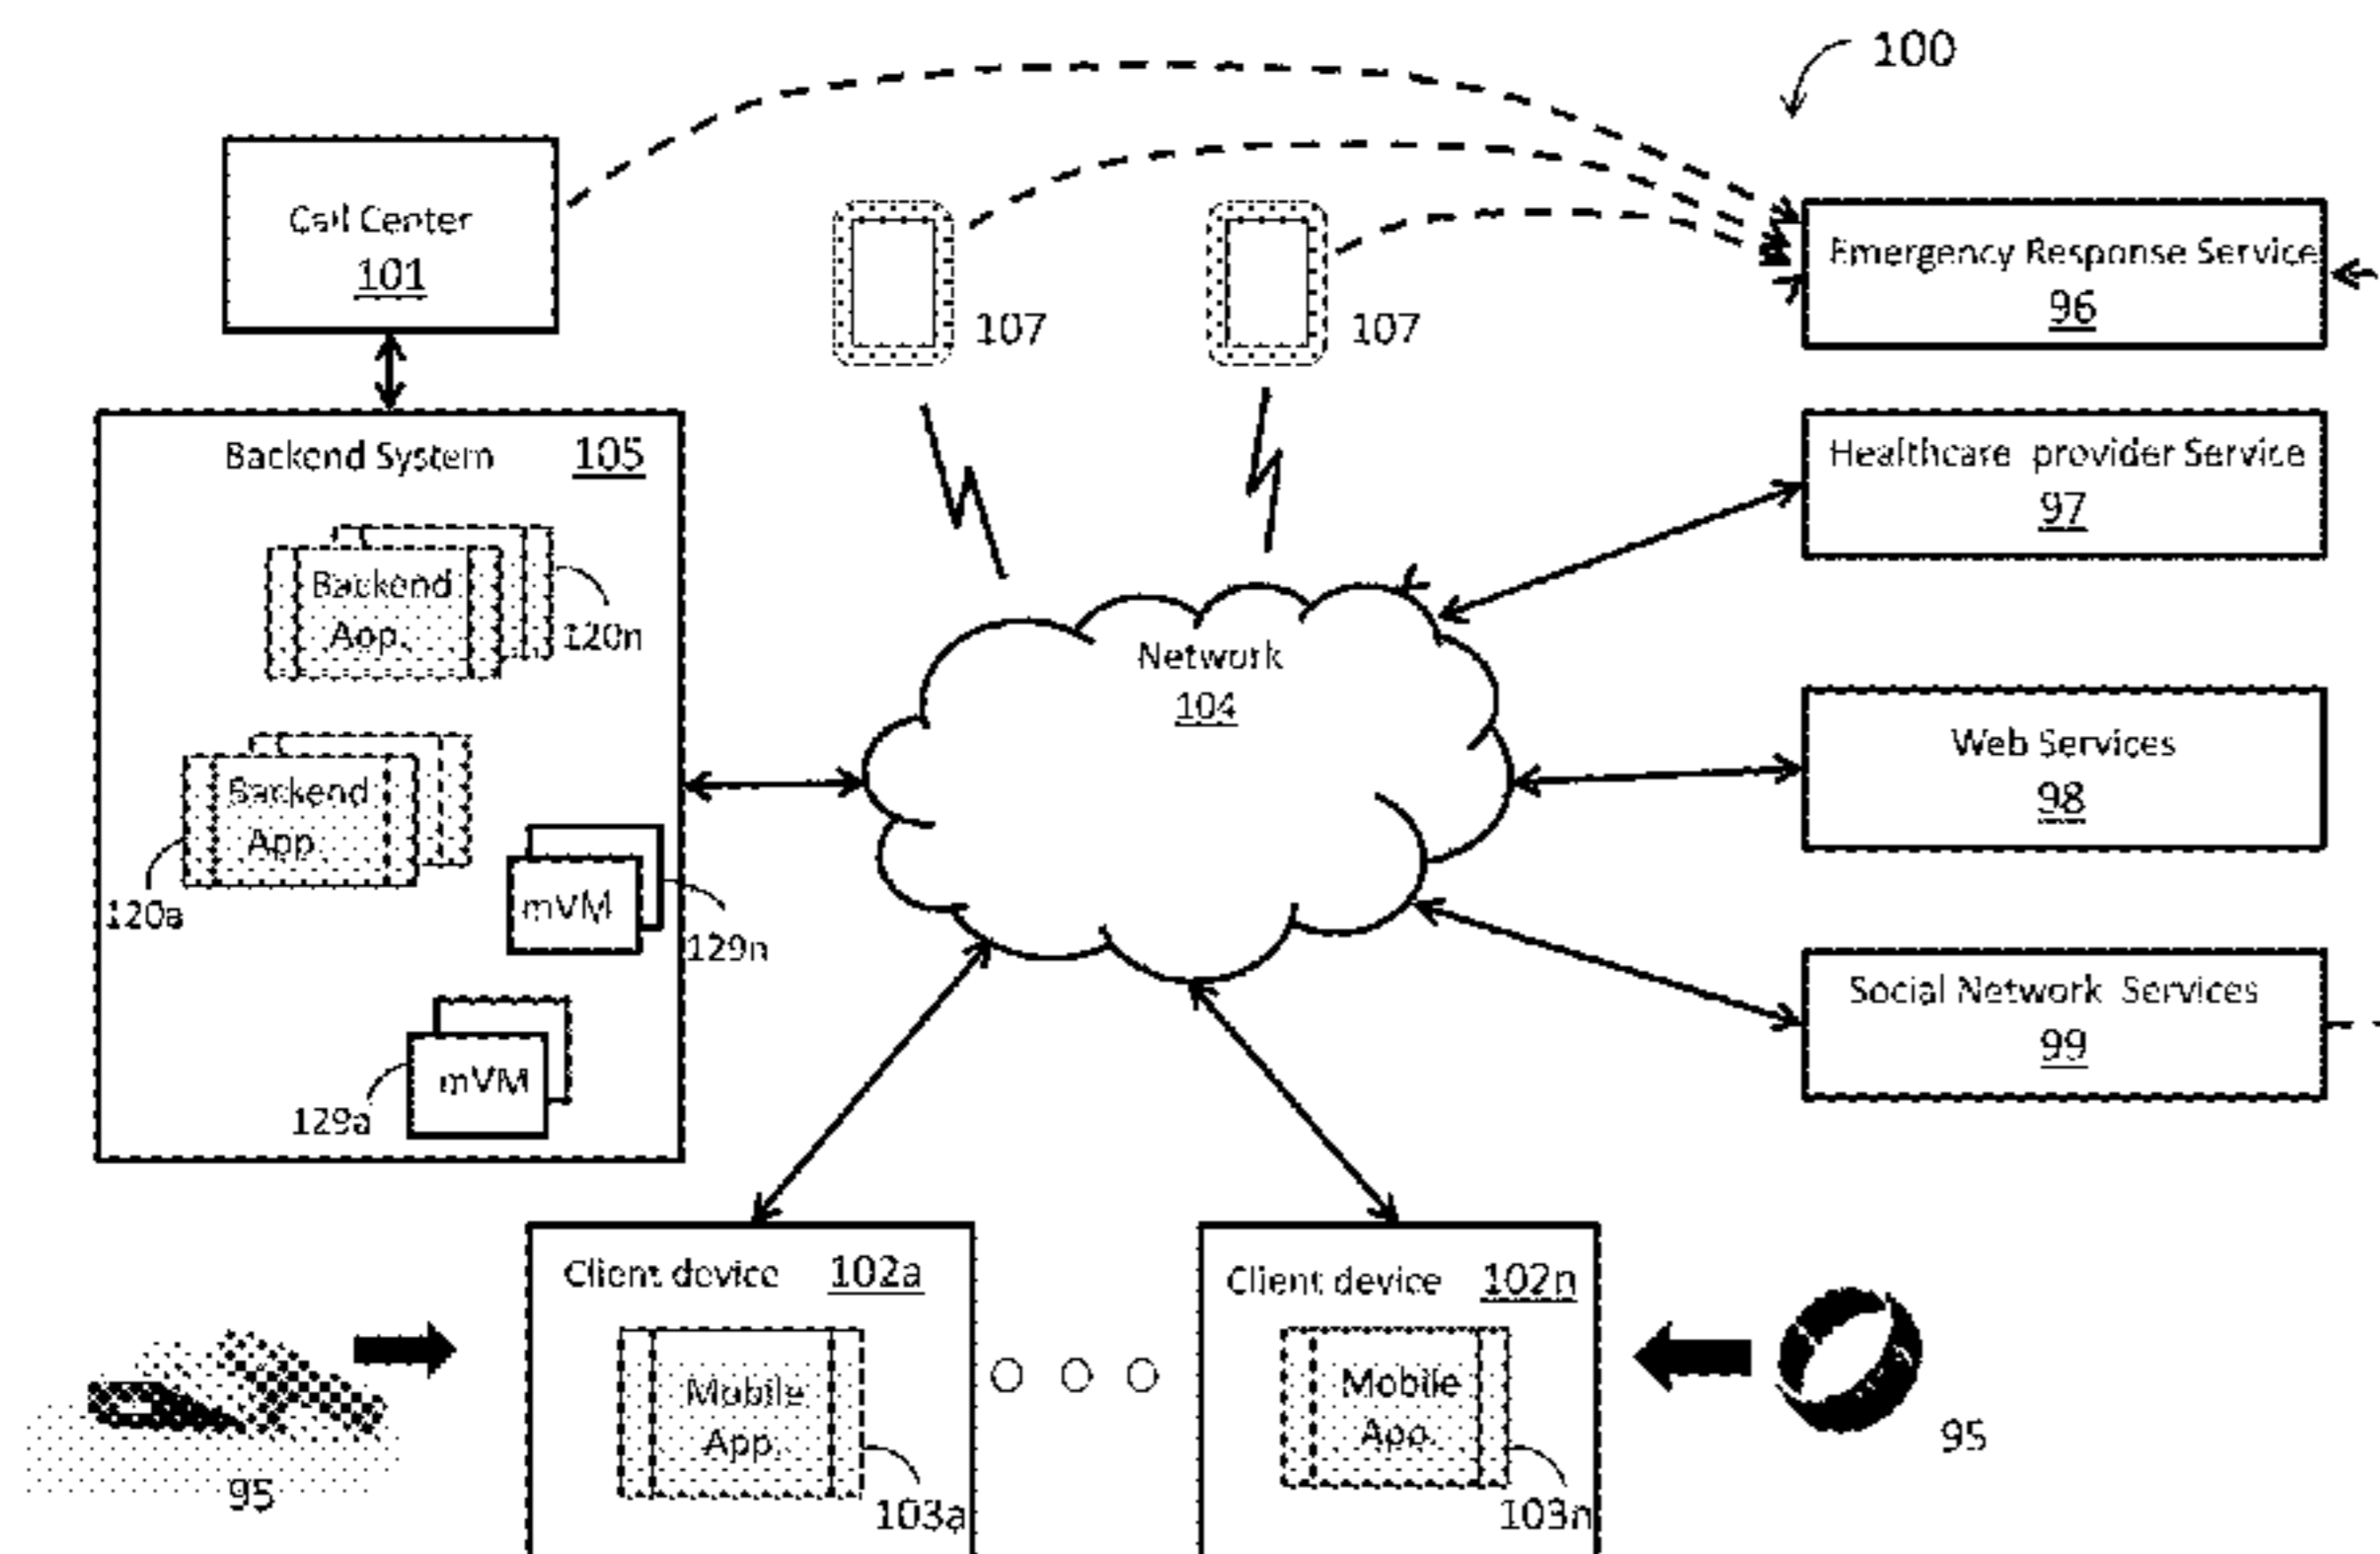 100
Call Center
101
107
107
Emergency Response Service
96
Backend System 105
Healthcare provider Service
97
Backend
App.
120n
Network
104
Web Services
98
Backend
App.
120a
mVM
129n
Social Network Services
99
mVM
129a
Client device 102a
Client device 102n
Mobile
App.
103a
Mobile
App.
103n
95
95